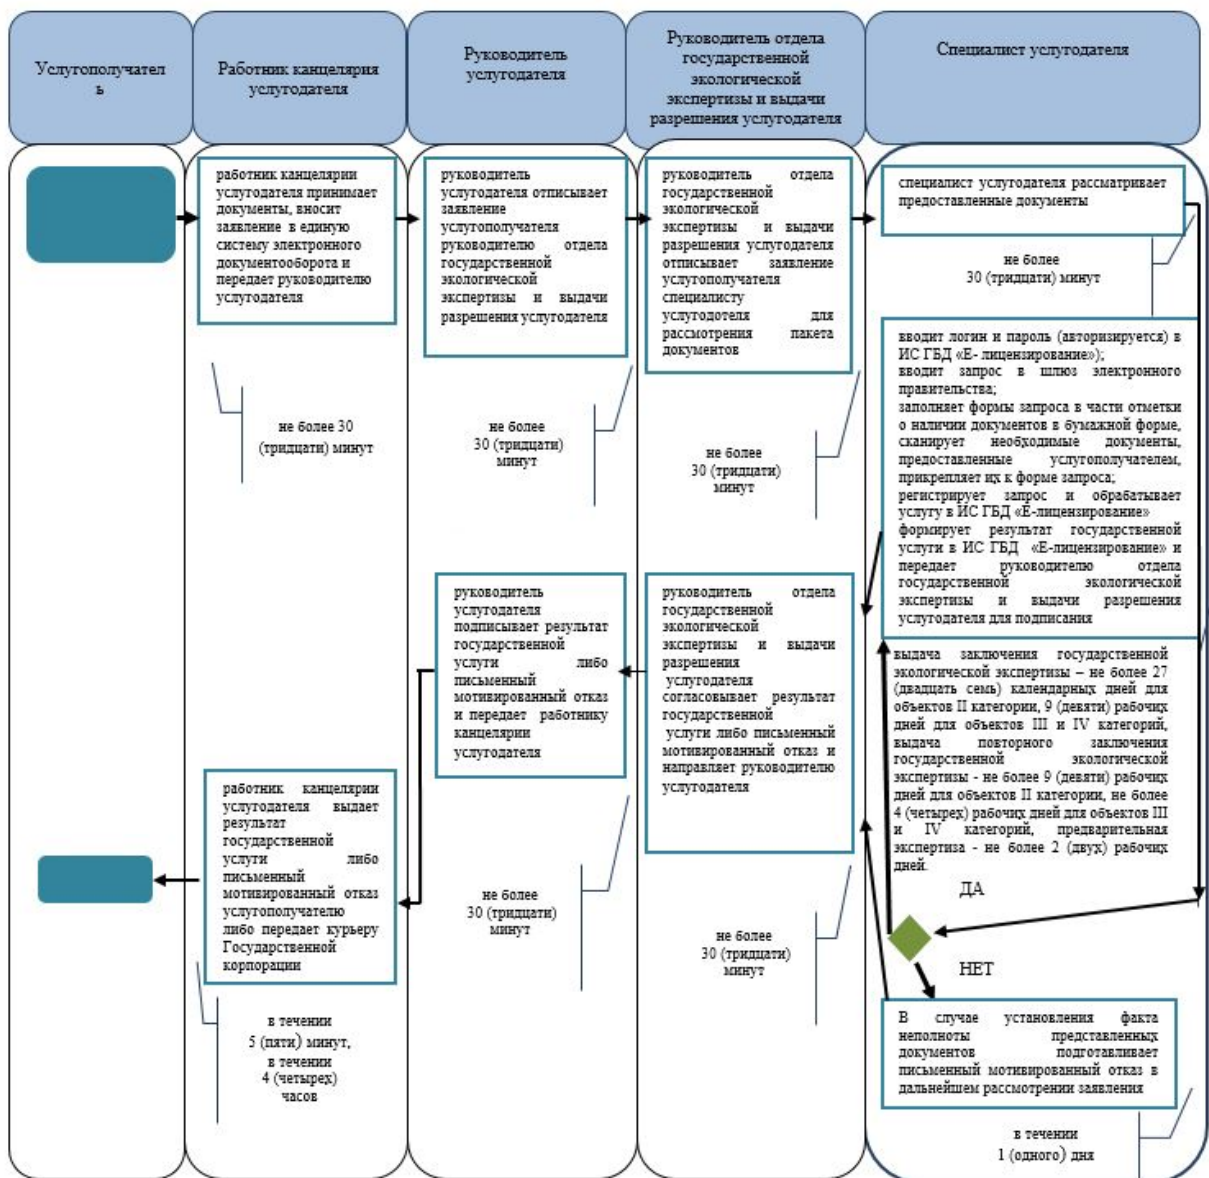 Услугополучател
ь
Работник канцелярия
услугодателя
Руководитель
услугодателя
Руководитель отдела
государственной
экологической
экспертизы и выдачи
разрешения услугодателя
Специалист услугодателя
работник канцелярии
услугодателя принимает
документы, вносит
заявление в единую
систему электронного
документооборота и
передает руководителю
услугодателя
руководитель
услугодателя отписывает
заявление
услугополучателя
руководителю отдела
государственной
экологической
экспертизы и выдачи
разрешения услугодателя
руководитель отдела
государственной
экологической
экспертизы и выдачи
разрешения услугодателя
отписывает заявление
услугополучателя
специалисту
услугодотеля для
рассмотрения пакета
документов
специалист услугодателя рассматривает
предоставленные документы
не более
30 (тридцати) минут
не более 30
(тридцати) минут
не более
30 (тридцати)
минут
не более
30 (тридцати)
минут
вводит логин и пароль (авторизируется) в
ИС ГБД «Е- лицензирование»);
вводит запрос в шлюз электронного
правительства;
заполняет формы запроса в части отметки
о наличии документов в бумажной форме,
сканирует необходимые документы,
предоставленные услугополучателем,
прикрепляет их к форме запроса;
регистрирует запрос и обрабатывает
услугу в ИС ГБД «Е-лицензирование»
формирует результат государственной
услуги в ИС ГБД «Е-лицензирование» и
передает руководителю отдела
государственной экологической
экспертизы и выдачи разрешения
услугодателя для подписания
выдача заключения государственной
экологической экспертизы – не более 27
(двадцать семь) календарных дней для
объектов II категории, 9 (девяти) рабочих
дней для объектов III и IV категорий,
выдача повторного заключения
государственной экологической
экспертизы - не более 9 (девяти) рабочих
дней для объектов II категории, не более
4 (четырех) рабочих дней для объектов III
и IV категорий, предварительная
экспертиза - не более 2 (двух) рабочих
дней.
руководитель отдела
государственной
экологической
экспертизы и выдачи
разрешения
услугодателя
согласовывает результат
государственной
услуги либо письменный
мотивированный отказ и
направляет руководителю
услугодателя
руководитель
услугодателя
подписывает результат
государственной
услуги либо
письменный
мотивированный отказ
и передает работнику
канцелярии
услугодателя
работник канцелярии
услугодателя выдает
результат
государственной
услуги либо
письменный
мотивированный отказ
услугополучателю
либо передает курьеру
Государственной
корпорации
не более
30 (тридцати)
минут
не более
30 (тридцати)
минут
в течении
5 (пяти) минут,
в течении
4 (четырех)
часов
ДА
НЕТ
В случае установления факта
неполноты представленных
документов подготавливает
письменный мотивированный отказ в
дальнейшем рассмотрении заявления
в течении
1 (одного) дня